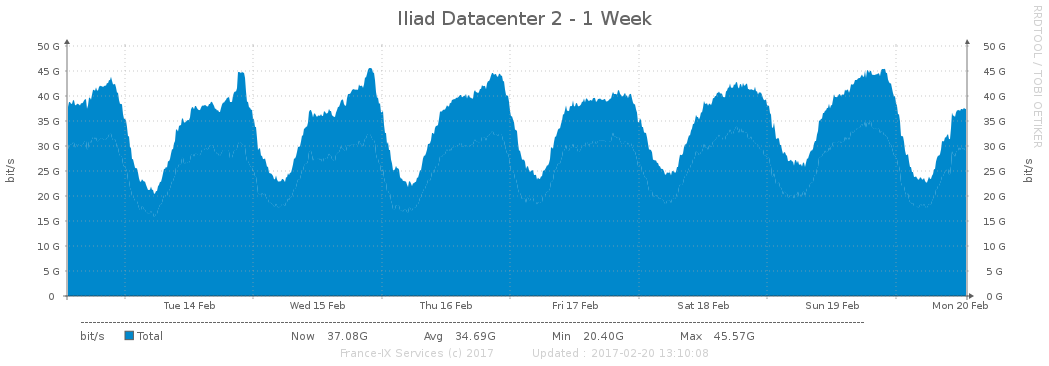 Iliad Datacenter 2 - 1 Week
RRDTOOL / TOBI OETIKER
50 G 50 G
45 G 45 G
40 G 40 G
35 G 35 G
30 G 30 G
25 G 25 G
20 G 20 G
15 G 15 G
10 G 10 G
5 G 5 G
0 0 G
bit/s bit/s
Tue 14 Feb Wed 15 Feb Thu 16 Feb Fri 17 Feb Sat 18 Feb Sun 19 Feb Mon 20 Feb
bit/s Total Now 37.08G Avg 34.69G Min 20.40G Max 45.57G
France-IX Services (c) 2017 Updated : 2017-02-20 13:10:08